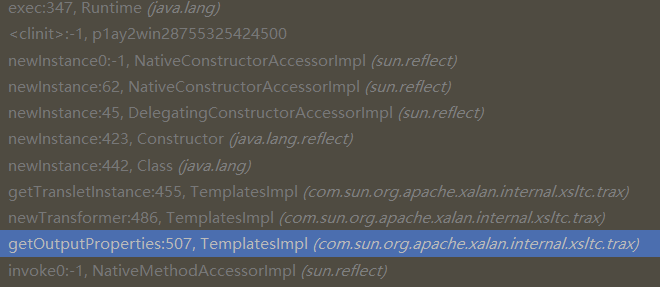 exec:347, Runtime (java.lang)
<clinit>:-1, p1ay2win28755325424500
newInstance0:-1, NativeConstructorAccessorImpl (sun.reflect)
newInstance:62, NativeConstructorAccessorImpl (sun.reflect)
newInstance:45, DelegatingConstructorAccessorImpl (sun.reflect)
newInstance:423, Constructor (java.lang.reflect)
newInstance:442, Class (java.lang)
getTransletInstance:455, TemplatesImpl (com.sun.org.apache.xalan.internal.xsltc.trax)
newTransformer:486, TemplatesImpl (com.sun.org.apache.xalan.internal.xsltc.trax)
getOutputProperties:507, TemplatesImpl (com.sun.org.apache.xalan.internal.xsltc.trax)
invoke0:-1, NativeMethodAccessorImpl (sun.reflect)